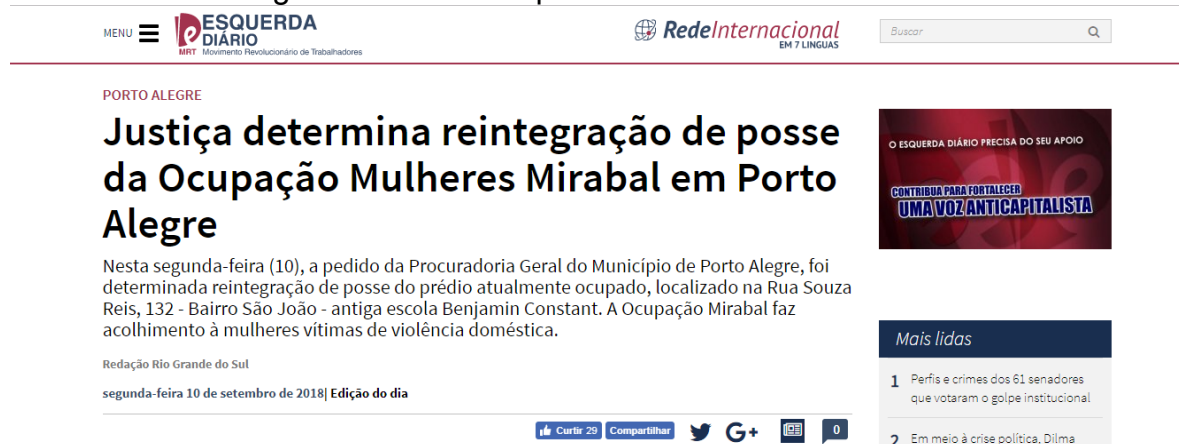 MENU
ESQUERDA
DIÁRIO
MRT Movimento Revolucionário de Trabalhadores
RedeInternacional
EM 7 LINGUAS
Buscar
PORTO ALEGRE
Justiça determina reintegração de posse
da Ocupação Mulheres Mirabal em Porto
Alegre
Nesta segunda-feira (10), a pedido da Procuradoria Geral do Município de Porto Alegre, foi
determinada reintegração de posse do prédio atualmente ocupado, localizado na Rua Souza
Reis, 132 - Bairro São João - antiga escola Benjamin Constant. A Ocupação Mirabal faz
acolhimento à mulheres vítimas de violência doméstica.
Redação Rio Grande do Sul
segunda-feira 10 de setembro de 2018| Edição do dia
Curtir 29 Compartilhar G+ 0
O ESQUERDA DIÁRIO PRECISA DO SEU APOIO
CONTRIBUA PARA FORTALECER
UMA VOZ ANTICAPITALISTA
Mais lidas
1 Perfis e crimes dos 61 senadores
que votaram o golpe institucional
2 Em meio à crise política, Dilma